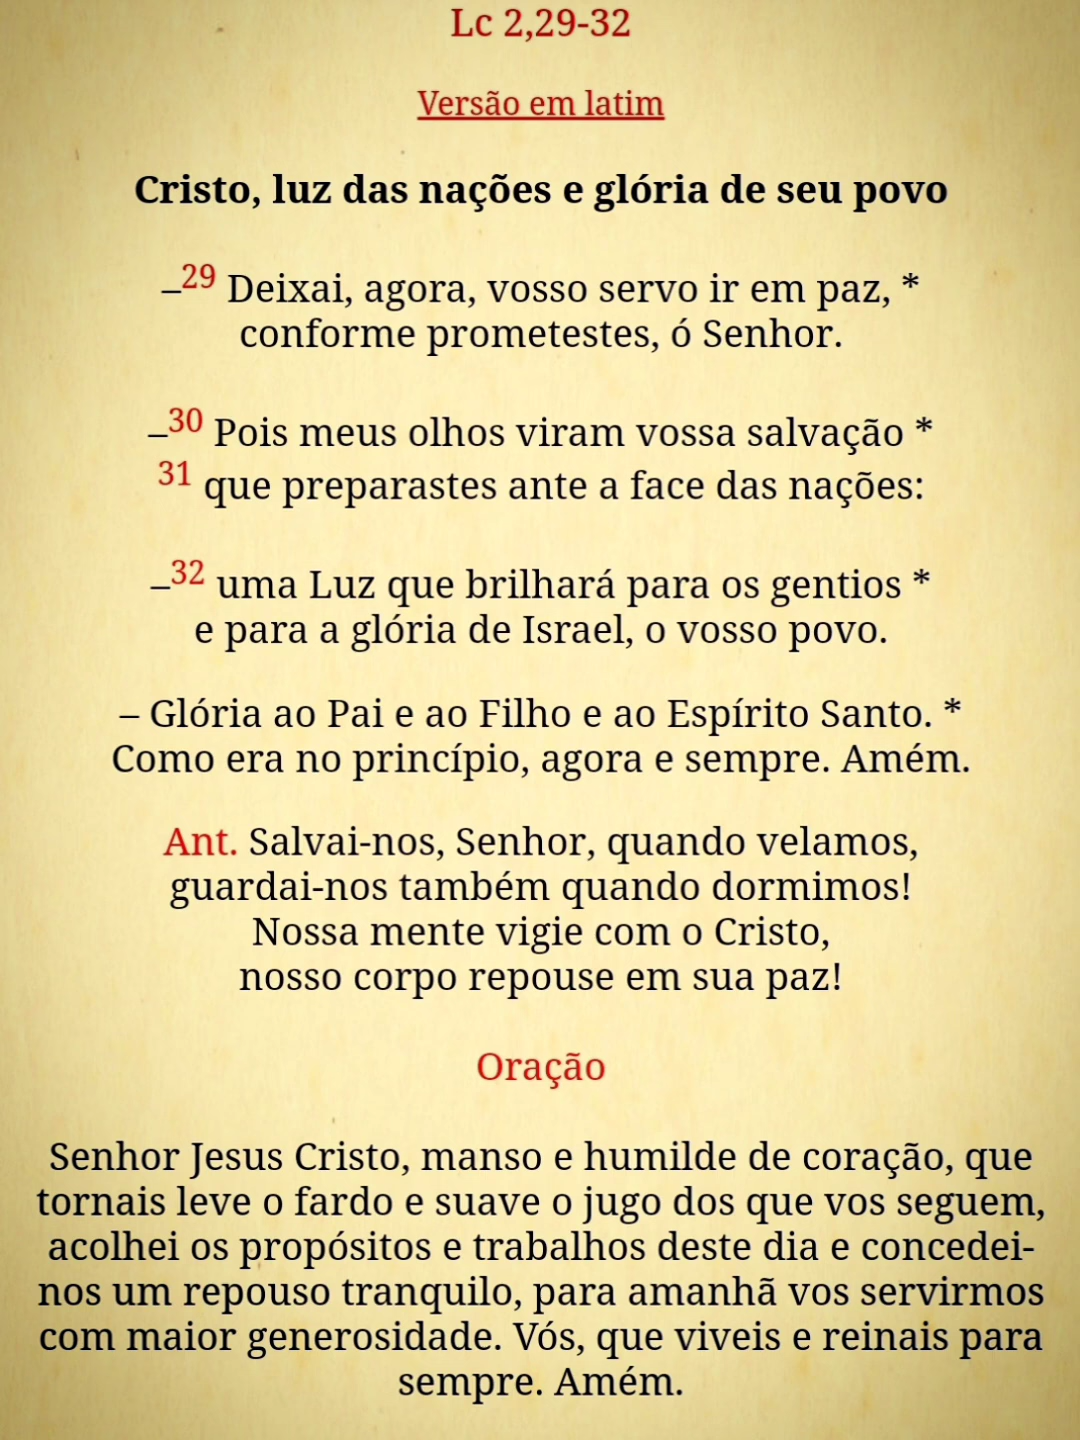 Lc 2,29-32
Versão em latim
Cristo, luz das nações e glória de seu povo
–29 Deixai, agora, vosso servo ir em paz, *
conforme prometestes, ó Senhor.
–30 Pois meus olhos viram vossa salvação *
31 que preparastes ante a face das nações:
–32 uma Luz que brilhará para os gentios *
e para a glória de Israel, o vosso povo.
– Glória ao Pai e ao Filho e ao Espírito Santo. *
Como era no princípio, agora e sempre. Amém.
Ant. Salvai-nos, Senhor, quando velamos,
guardai-nos também quando dormimos!
Nossa mente vigie com o Cristo,
nosso corpo repouse em sua paz!
Oração
Senhor Jesus Cristo, manso e humilde de coração, que
tornais leve o fardo e suave o jugo dos que vos seguem,
acolhei os propósitos e trabalhos deste dia e concedei-
nos um repouso tranquilo, para amanhã vos servirmos
com maior generosidade. Vós, que viveis e reinais para
sempre. Amém.